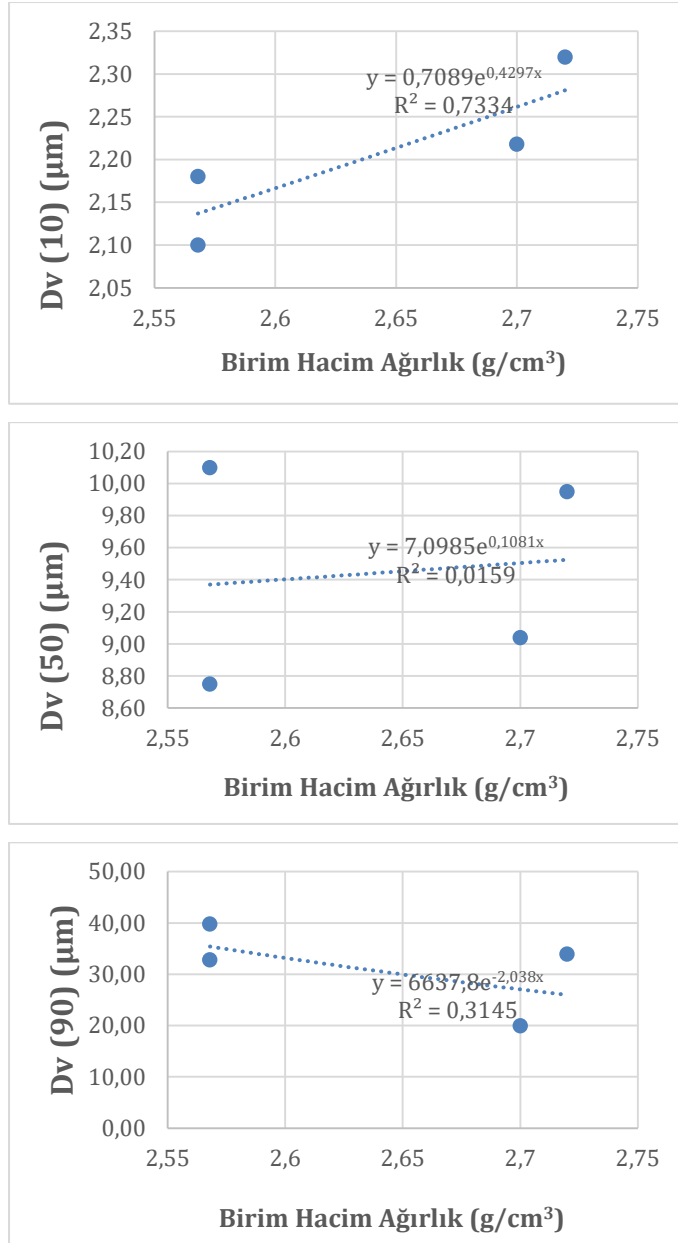 Dv (10) (µm)
2,35
2,30
2,25
2,20
2,15
2,10
2,05
y = 0,7089e^0,4297x
R² = 0,7334
2,55 2,6 2,65 2,7 2,75
Birim Hacim Ağırlık (g/cm³)
Dv (50) (µm)
10,20
10,00
9,80
9,60
9,40
9,20
9,00
8,80
8,60
y = 7,0985e^0,1081x
R² = 0,0159
2,55 2,6 2,65 2,7 2,75
Birim Hacim Ağırlık (g/cm³)
Dv (90) (µm)
50,00
40,00
30,00
20,00
10,00
0,00
y = 6637,8e^-2,038x
R² = 0,3145
2,55 2,6 2,65 2,7 2,75
Birim Hacim Ağırlık (g/cm³)